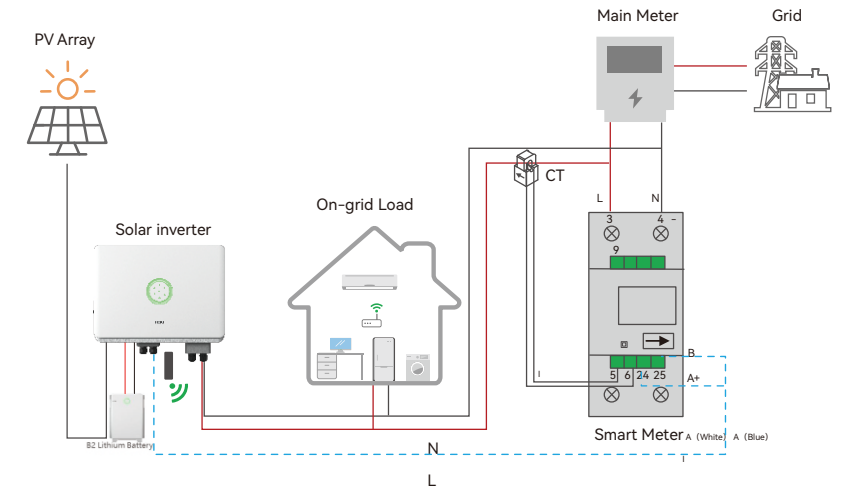 Main Meter
Grid
PV Array
CT
L
N
On-grid Load
3
4 -
Solar inverter
9
B
5 6 24 25
A+
Smart Meter
A (White)
A (Blue)
B2 Lithium Battery
N
L